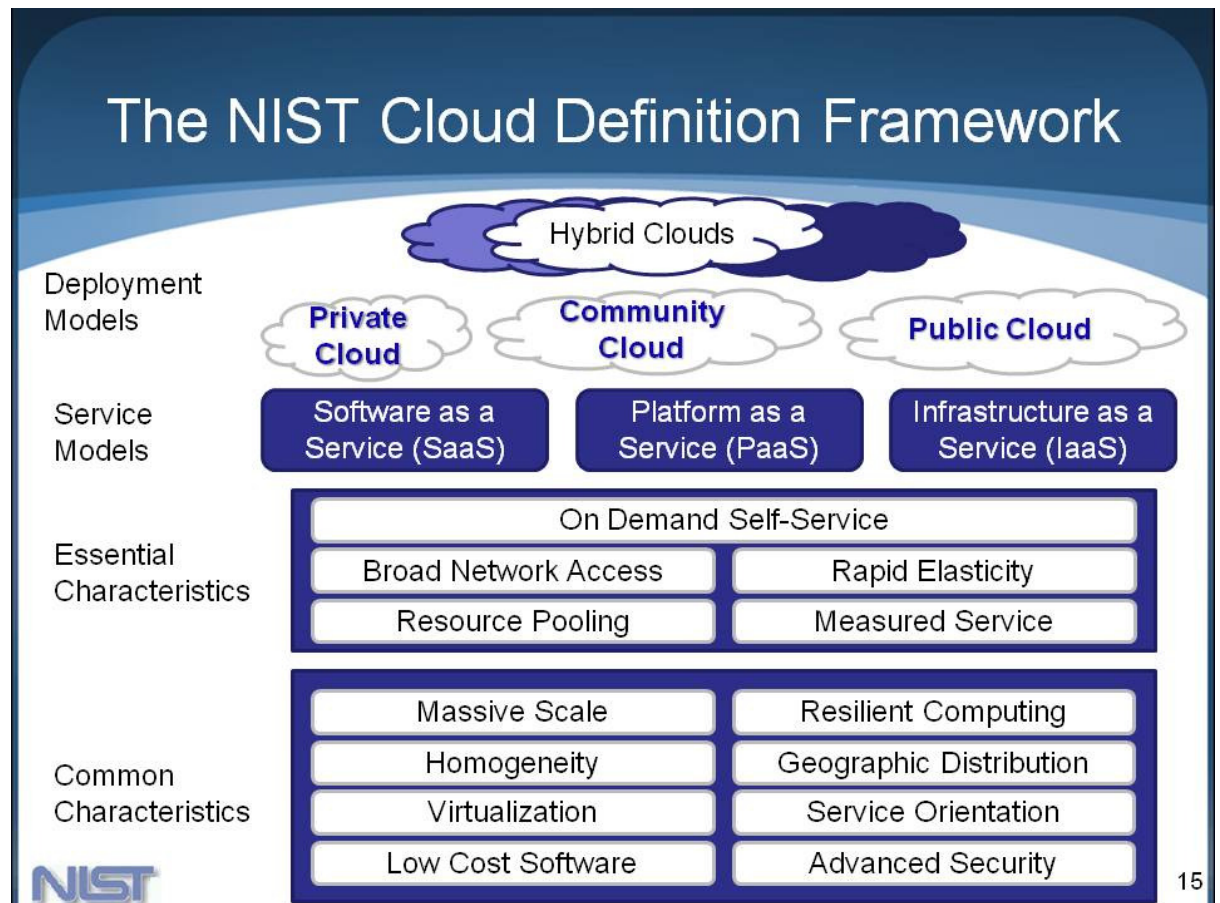 The NIST Cloud Definition Framework
Hybrid Clouds
Deployment
Models
Private
Cloud
Community
Cloud
Public Cloud
Service
Models
Software as a
Service (SaaS)
Platform as a
Service (PaaS)
Infrastructure as a
Service (IaaS)
Essential
Characteristics
On Demand Self-Service
Broad Network Access
Rapid Elasticity
Resource Pooling
Measured Service
Common
Characteristics
Massive Scale
Resilient Computing
Homogeneity
Geographic Distribution
Virtualization
Service Orientation
Low Cost Software
Advanced Security
NIST
15